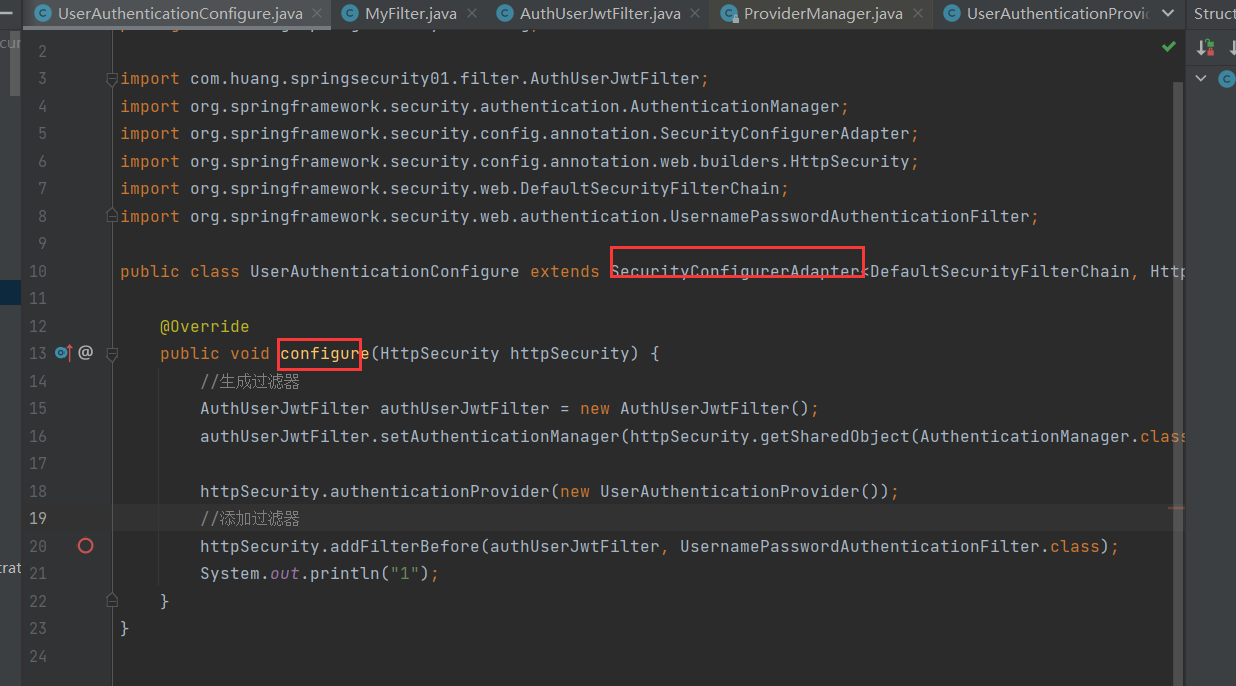 UserAuthenticationConfigure.java MyFilter.java AuthUserJwtFilter.java ProviderManager.java UserAuthenticationProvi Struct
2
3 import com.huang.springsecurity01.filter.AuthUserJwtFilter;
4 import org.springframework.security.authentication.AuthenticationManager;
5 import org.springframework.security.config.annotation.SecurityConfigurerAdapter;
6 import org.springframework.security.config.annotation.web.builders.HttpSecurity;
7 import org.springframework.security.web.DefaultSecurityFilterChain;
8 import org.springframework.security.web.authentication.UsernamePasswordAuthenticationFilter;
9
10 public class UserAuthenticationConfigure extends SecurityConfigurerAdapter<DefaultSecurityFilterChain, Http
11
12 @Override
13 @ public void configure(HttpSecurity httpSecurity) {
14 //生成过滤器
15 AuthUserJwtFilter authUserJwtFilter = new AuthUserJwtFilter();
16 authUserJwtFilter.setAuthenticationManager(httpSecurity.getSharedObject(AuthenticationManager.class
17
18 httpSecurity.authenticationProvider(new UserAuthenticationProvider());
19 //添加过滤器
20 httpSecurity.addFilterBefore(authUserJwtFilter, UsernamePasswordAuthenticationFilter.class);
21 System.out.println("1");
22 }
23 }
24